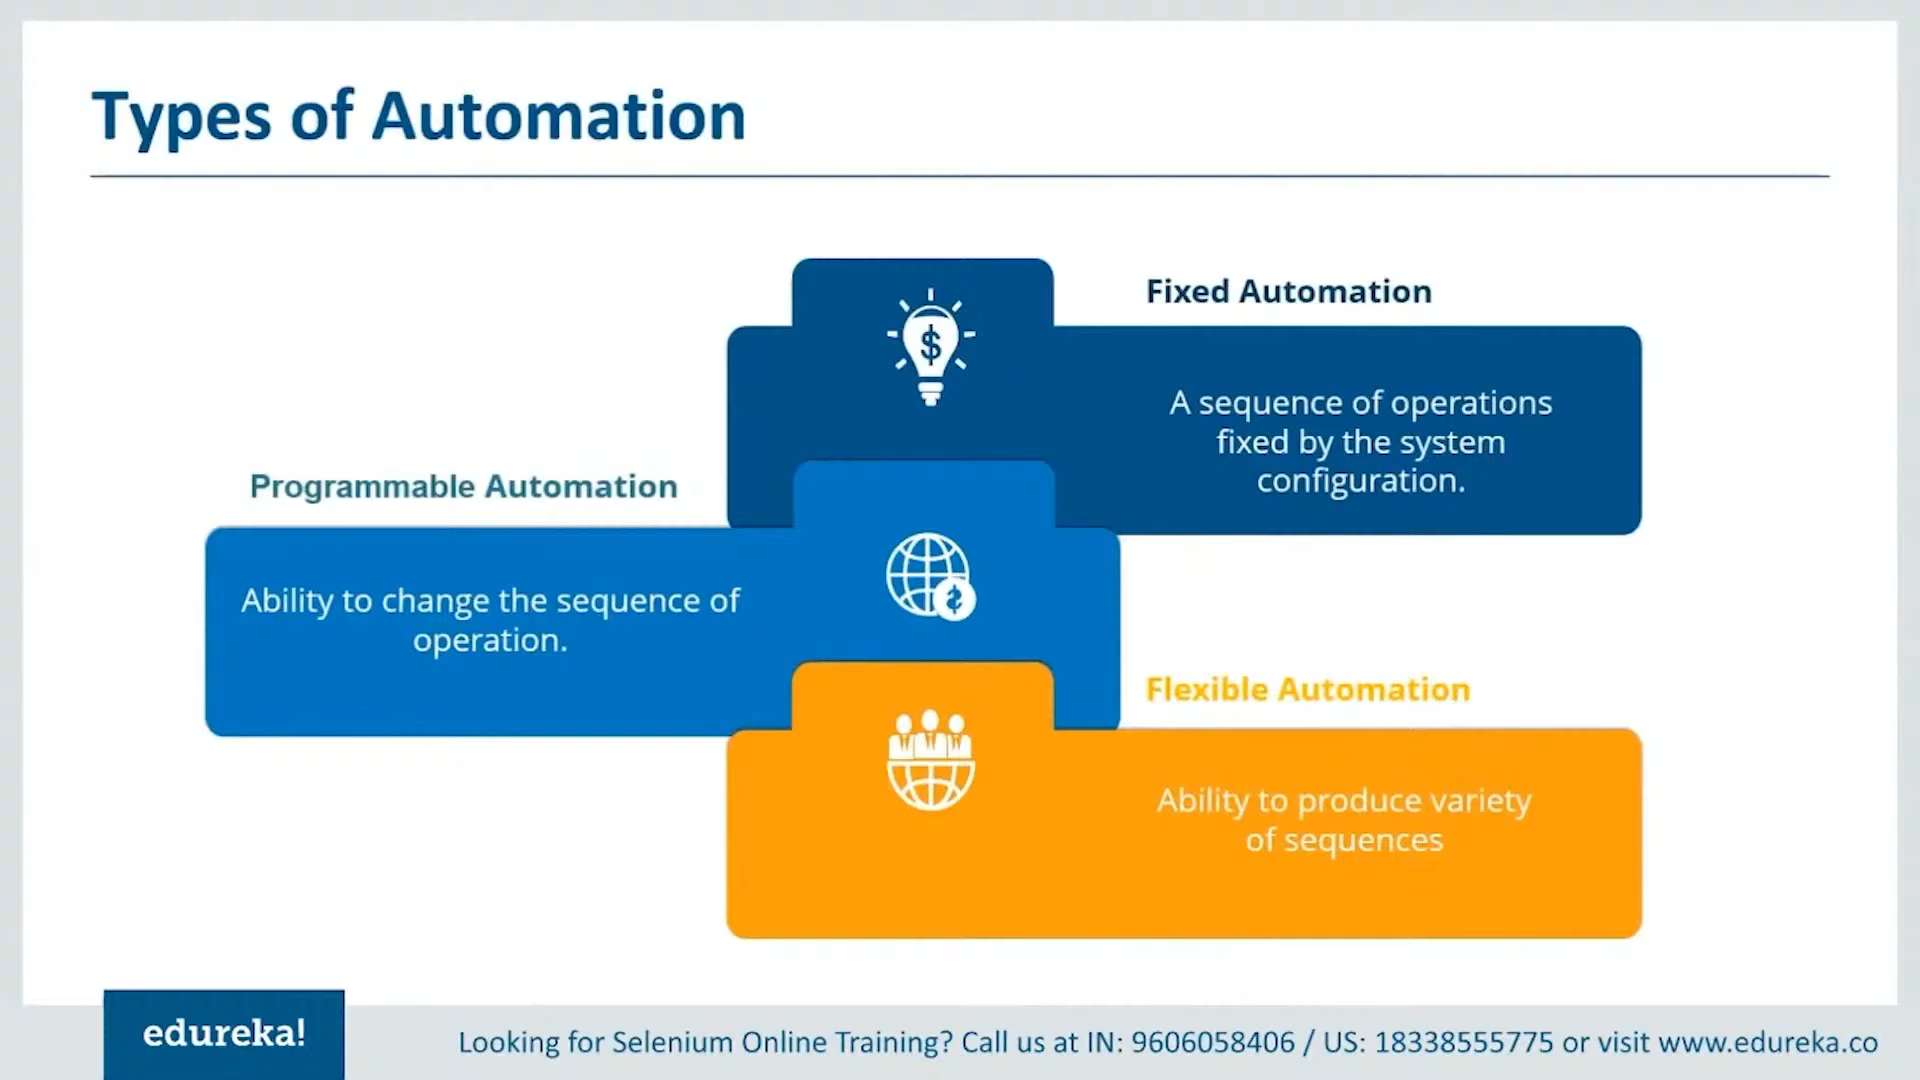 Types of Automation
Fixed Automation
A sequence of operations
fixed by the system
configuration.
Programmable Automation
Ability to change the sequence of
operation.
Flexible Automation
Ability to produce variety
of sequences
edureka!
Looking for Selenium Online Training? Call us at IN: 9606058406 / US: 18338555775 or visit www.edureka.co
$
$